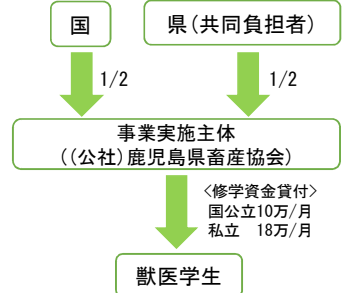 国
県（共同負担者）
1/2
1/2
事業実施主体
（（公社）鹿児島県畜産協会）
<修学資金貸付>
国公立10万/月
私立　18万/月
獣医学生